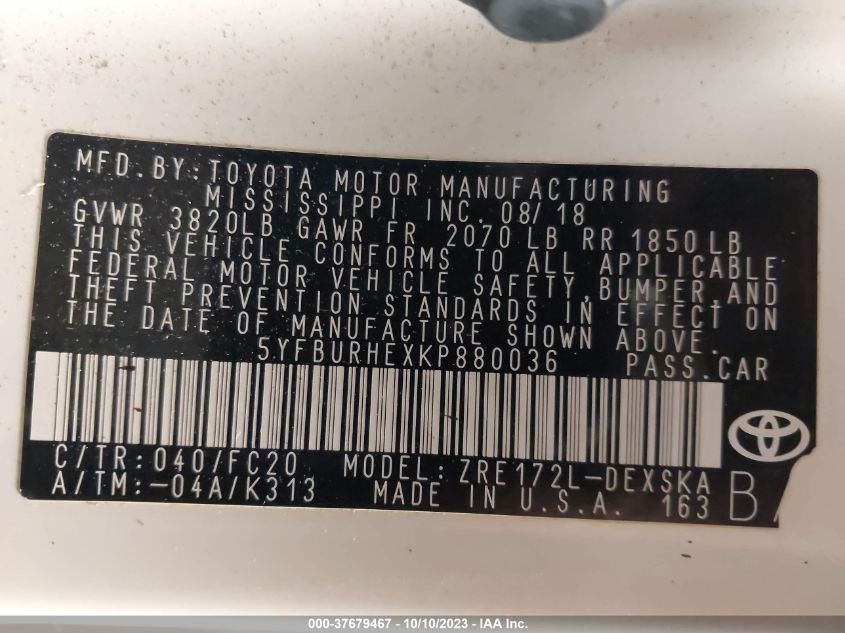 MFD. BY: TOYOTA MOTOR MANUFACTURING
MISSISSIPPI INC. 08/18
GVWR 3820LB GAWR FR 2070 LB RR 1850 LB
THIS VEHICLE CONFORMS TO ALL APPLICABLE
FEDERAL MOTOR VEHICLE SAFETY, BUMPER, AND
THEFT PREVENTION STANDARDS IN EFFECT ON
THE DATE OF MANUFACTURE SHOWN ABOVE.
5YFBURHEXKP880036 PASS. CAR
C/TR: 040/FC20 MODEL: ZRE172L-DEXSKA
A/TM: -04A/K313 MADE IN U.S.A. 163 B
000-37679467 - 10/10/2023 - IAA Inc.